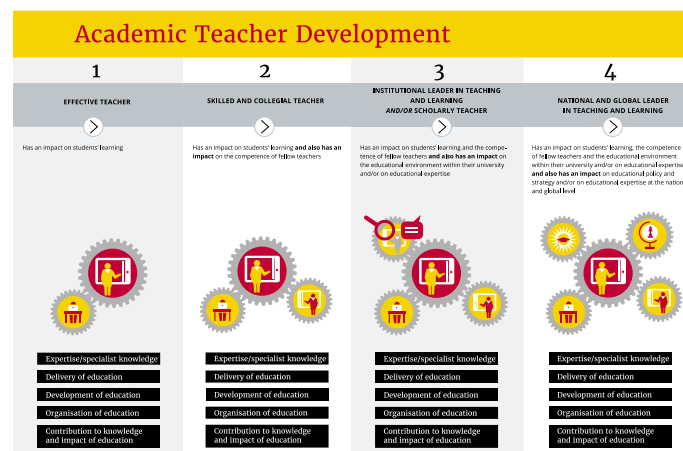 Academic Teacher Development
1
EFFECTIVE TEACHER
Has an impact on students' learning
Expertise/specialist knowledge
Delivery of education
Development of education
Organisation of education
Contribution to knowledge
and impact of education
2
SKILLED AND COLLEGIAL TEACHER
Has an impact on students' learning and also has an
impact on the competence of fellow teachers
Expertise/specialist knowledge
Delivery of education
Development of education
Organisation of education
Contribution to knowledge
and impact of education
3
INSTITUTIONAL LEADER IN TEACHING
AND LEARNING
AND/OR SCHOLARLY TEACHER
Has an impact on students' learning and the compe-
tence of fellow teachers and also has an impact on
the educational environment within their university
and/or on educational expertise
Expertise/specialist knowledge
Delivery of education
Development of education
Organisation of education
Contribution to knowledge
and impact of education
4
NATIONAL AND GLOBAL LEADER
IN TEACHING AND LEARNING
Has an impact on students' learning, the competence
of fellow teachers and the educational environment
within their university and/or on educational expertise
and also has an impact on educational policy and
strategy and/or on educational expertise at the nation
and global level
Expertise/specialist knowledge
Delivery of education
Development of education
Organisation of education
Contribution to knowledge
and impact of education